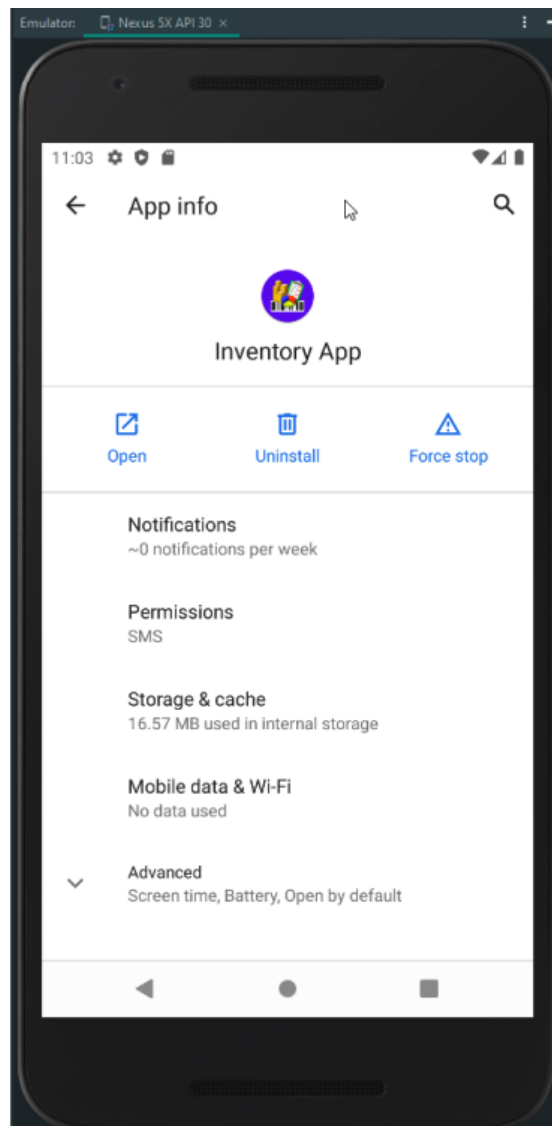 Emulator: Nexus 5X API 30
11:03
App info
Inventory App
Open Uninstall Force stop
Notifications
~0 notifications per week
Permissions
SMS
Storage & cache
16.57 MB used in internal storage
Mobile data & Wi-Fi
No data used
Advanced
Screen time, Battery, Open by default